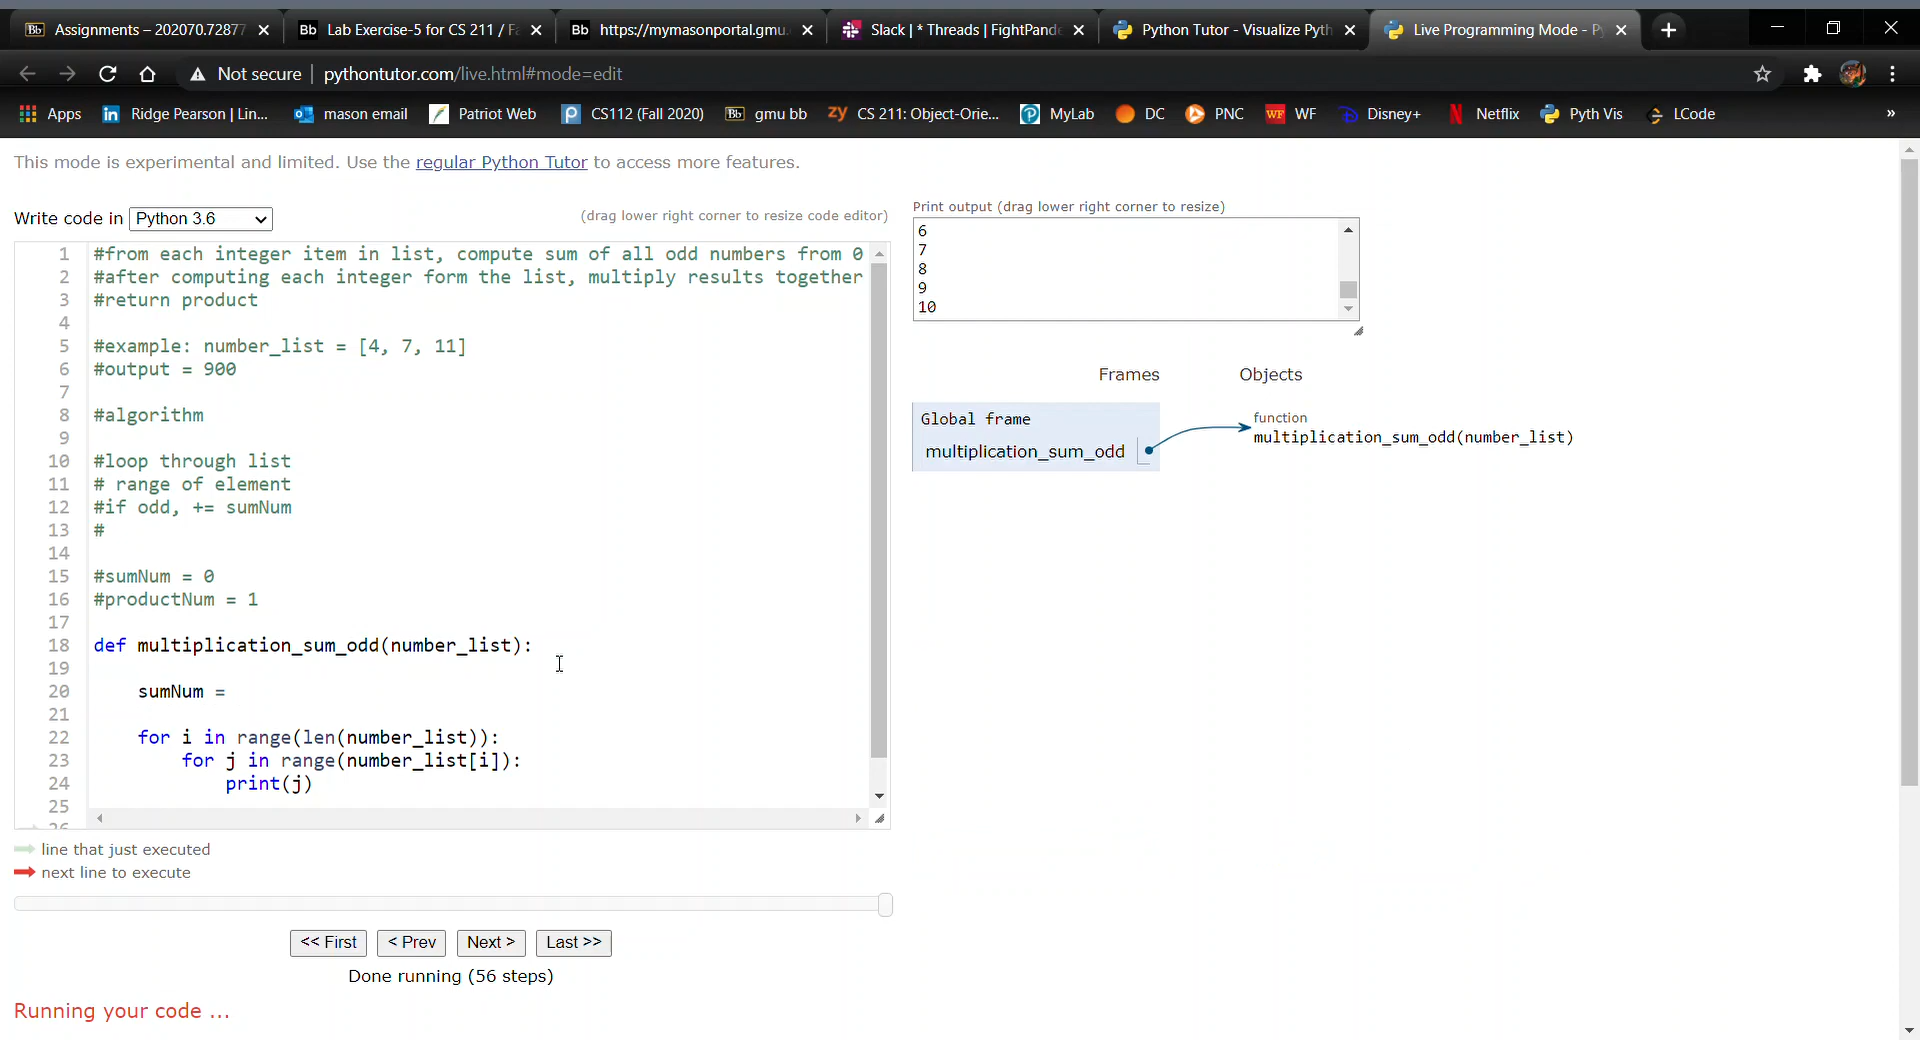 Assignments – 202070.72877
Lab Exercise-5 for CS 211 / Fa
https://mymasonportal.gmu.
Slack | * Threads | FightPande
Python Tutor - Visualize Pyth
Live Programming Mode - P
Not secure | pythontutor.com/live.html#mode=edit
Apps
Ridge Pearson | Lin...
mason email
Patriot Web
CS112 (Fall 2020)
Bb gmu bb
ZY CS 211: Object-Orie...
MyLab
DC
PNC
WF WF
Disney+
Netflix
Pyth Vis
LCode
»
This mode is experimental and limited. Use the regular Python Tutor to access more features.
Write code in Python 3.6
(drag lower right corner to resize code editor)
1 #from each integer item in list, compute sum of all odd numbers from 0
2 #after computing each integer form the list, multiply results together
3 #return product
4
5 #example: number_list = [4, 7, 11]
6 #output = 900
7
8 #algorithm
9
10 #loop through list
11 # range of element
12 #if odd, += sumNum
13 #
14
15 #sumNum = 0
16 #productNum = 1
17
18 def multiplication_sum_odd(number_list):
19
20 sumNum =
21
22 for i in range(len(number_list)):
23 for j in range(number_list[i]):
24 print(j)
25
26
line that just executed
next line to execute
<< First
< Prev
Next >
Last >>
Done running (56 steps)
Running your code ...
Print output (drag lower right corner to resize)
6
7
8
9
10
Frames
Objects
Global frame
multiplication_sum_odd
function
multiplication_sum_odd(number_list)